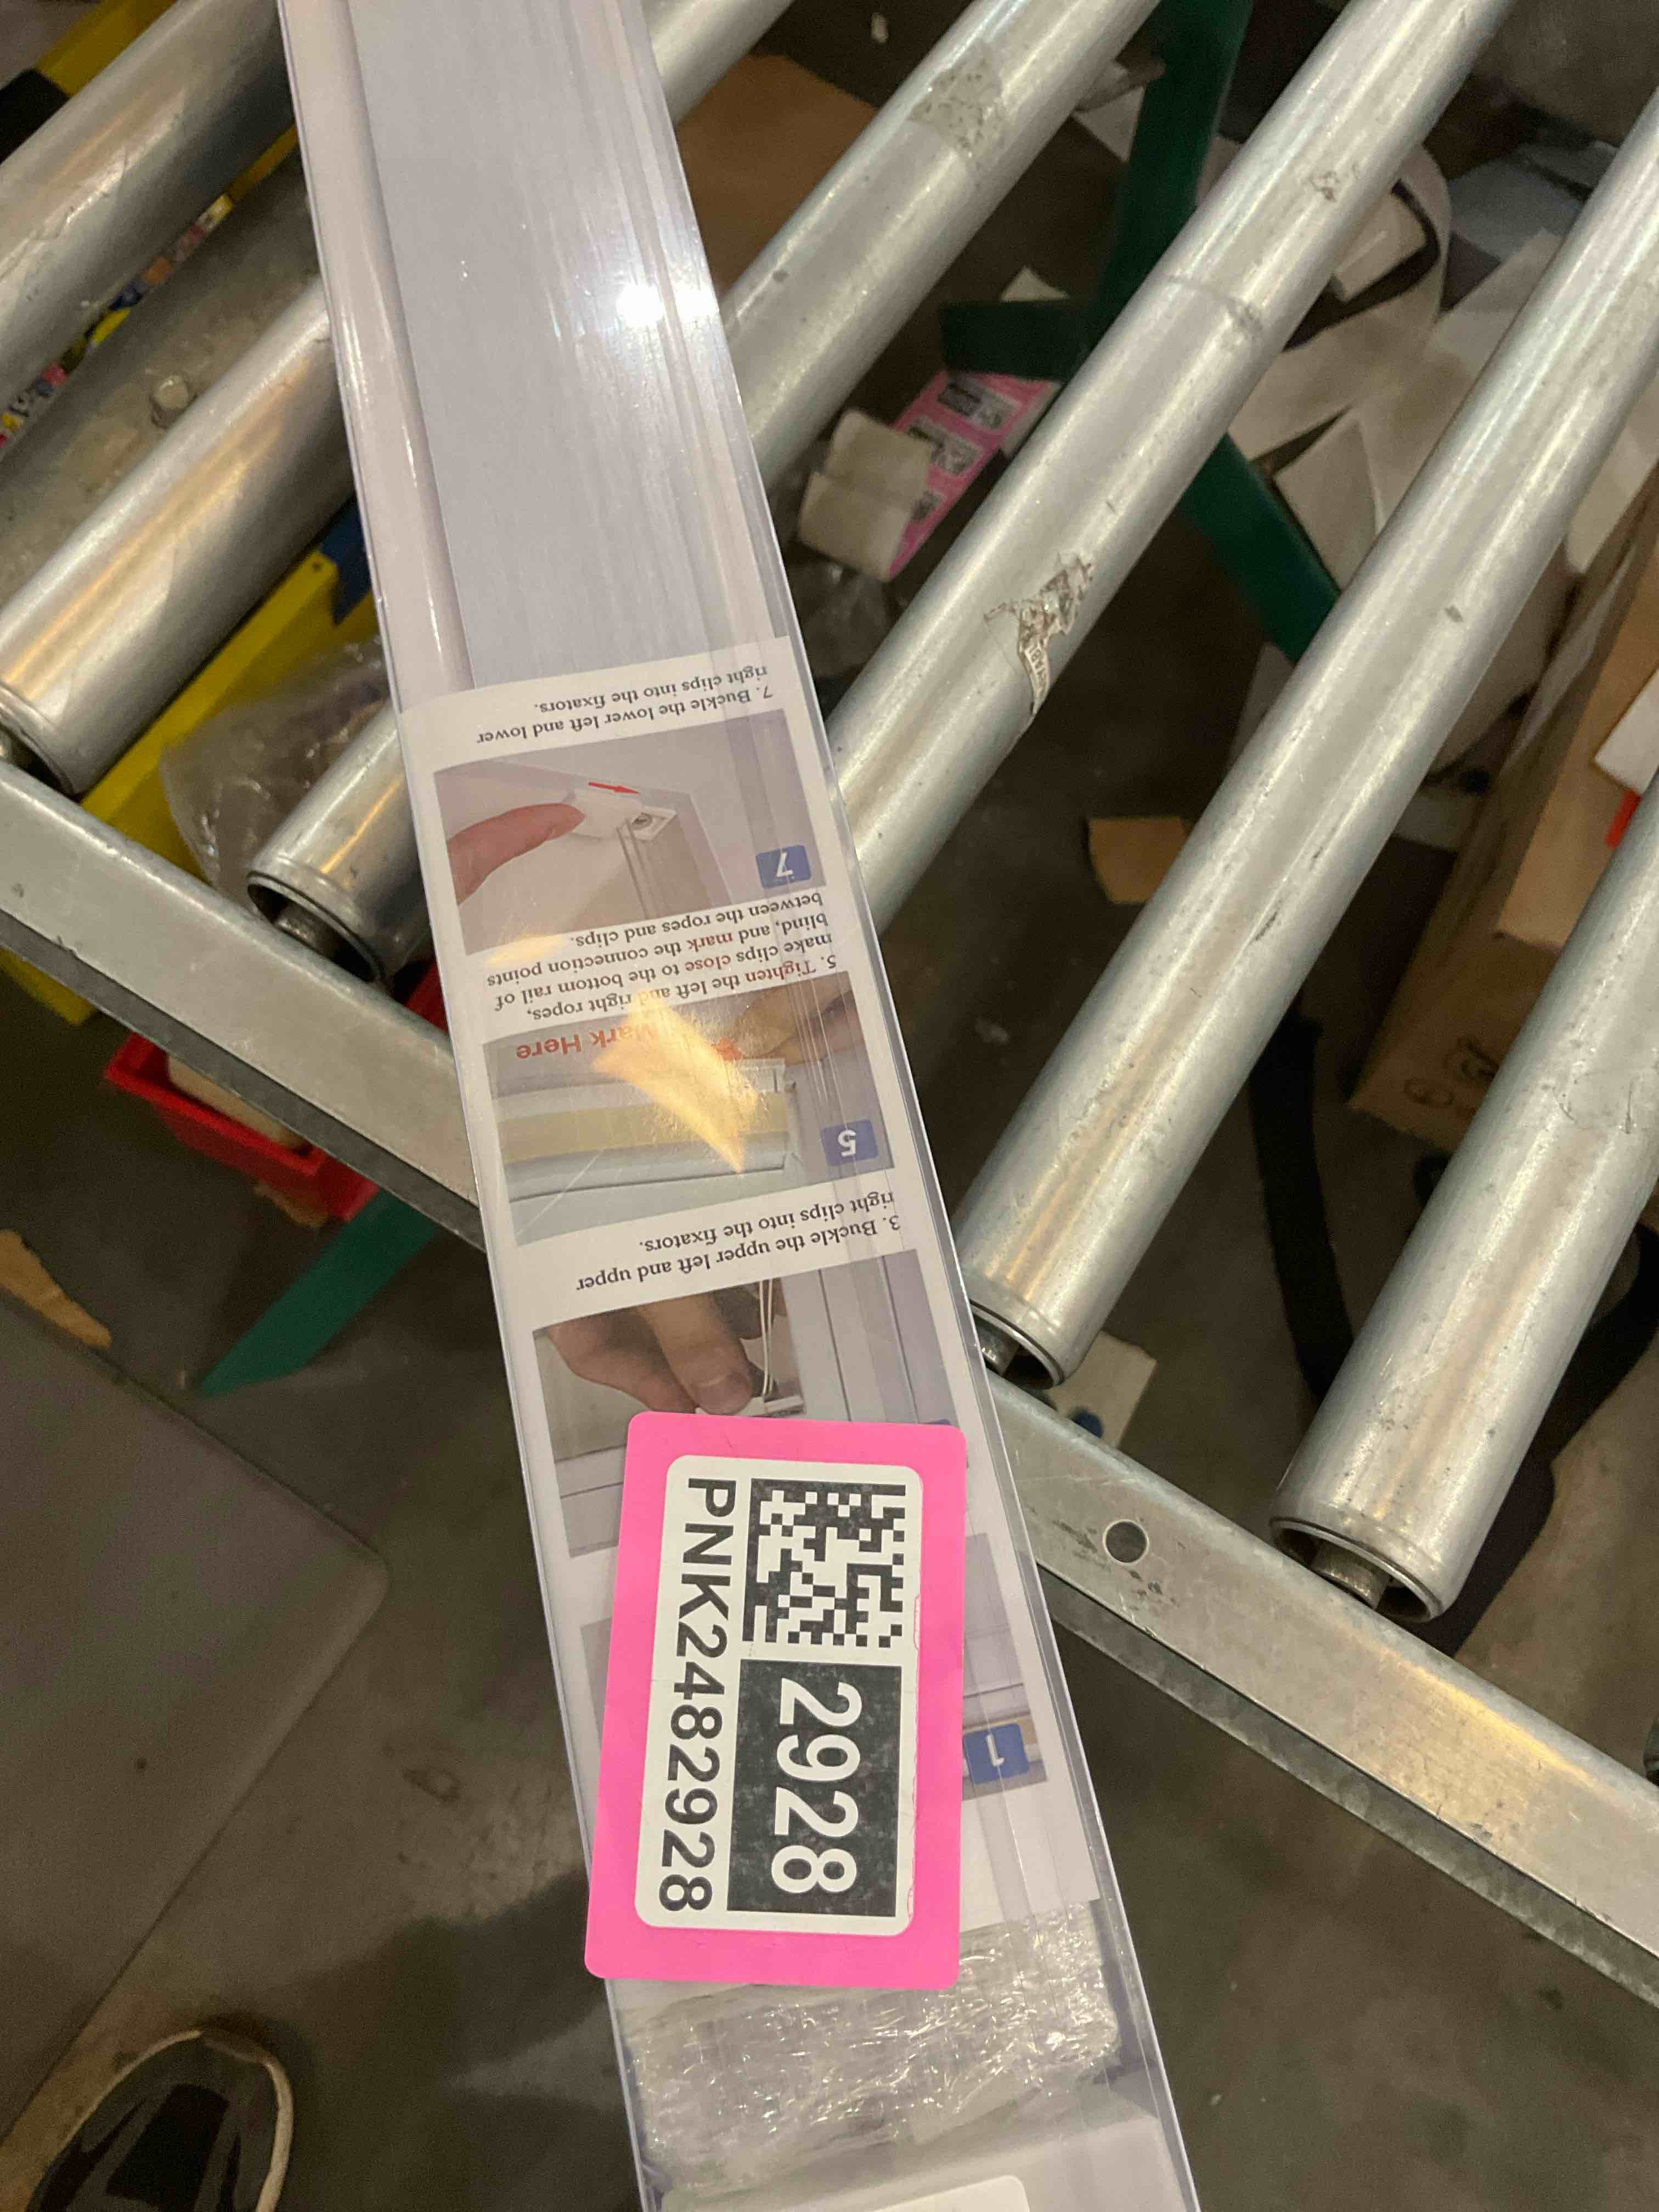 1
3. Buckle the upper left and upper
right clips into the fixators.
5
Mark Here
5. Tighten the left and right ropes,
make clips close to the bottom rail of
blind, and mark the connection points
between the ropes and clips.
7
7. Buckle the lower left and lower
right clips into the fixators.
2928
PNK2482928